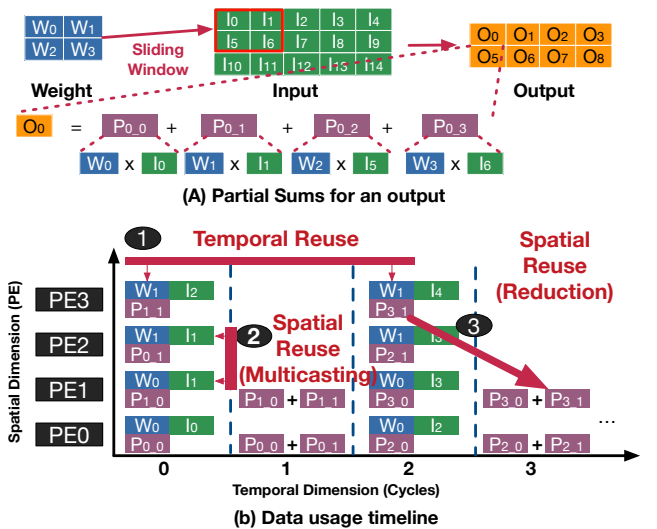 W0 W1
W2 W3
Weight
Sliding
Window
I0 I1 I2 I3 I4
I5 I6 I7 I8 I9
I10 I11 I12 I13 I14
Input
O0 O1 O2 O3
O5 O6 O7 O8
Output
O0 = P0_0 + P0_1 + P0_2 + P0_3
W0 x I0 W1 x I1 W2 x I5 W3 x I6
(A) Partial Sums for an output
1 Temporal Reuse
Spatial
Reuse
(Reduction)
Spatial Dimension (PE)
PE3 W1 I2 W1 I4
P1_1 P3_1
PE2 W1 I1 W1 I3
P0_1 P2_1
2 Spatial
Reuse
(Multicasting)
3
PE1 W0 I1 W0 I3
P1_0 P1_0 + P1_1 P3_0 P3_0 + P3_1
...
PE0 W0 I0 W0 I2
P0_0 P0_0 + P0_1 P2_0 P2_0 + P2_1
0 1 2 3
Temporal Dimension (Cycles)
(b) Data usage timeline